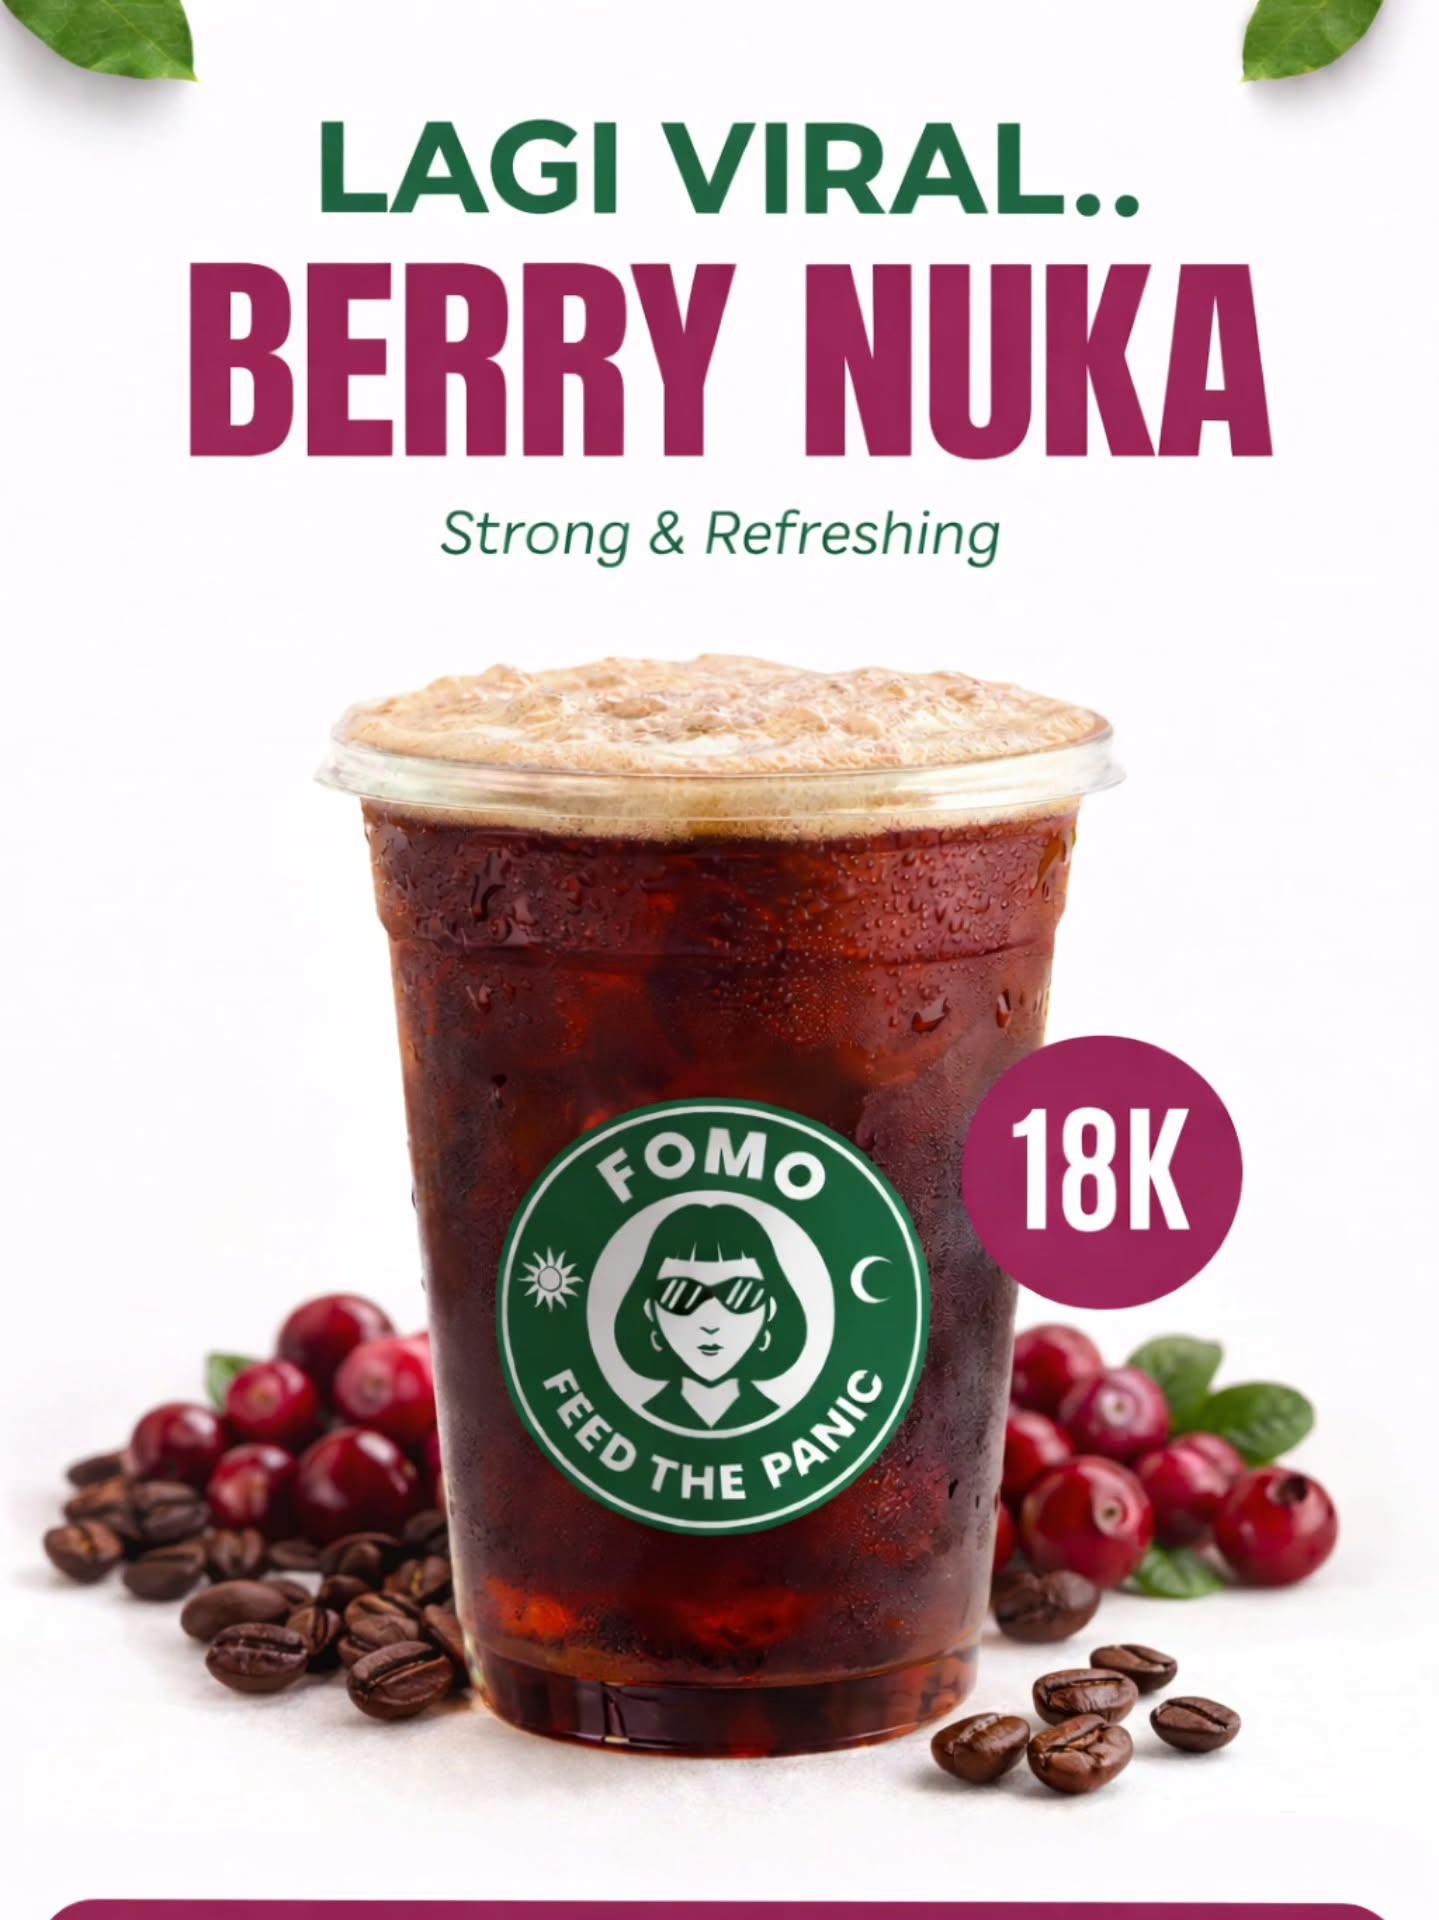 LAGI VIRAL..
BERRY NUKA
Strong & Refreshing
18K
FOMO
FEED THE PANIC